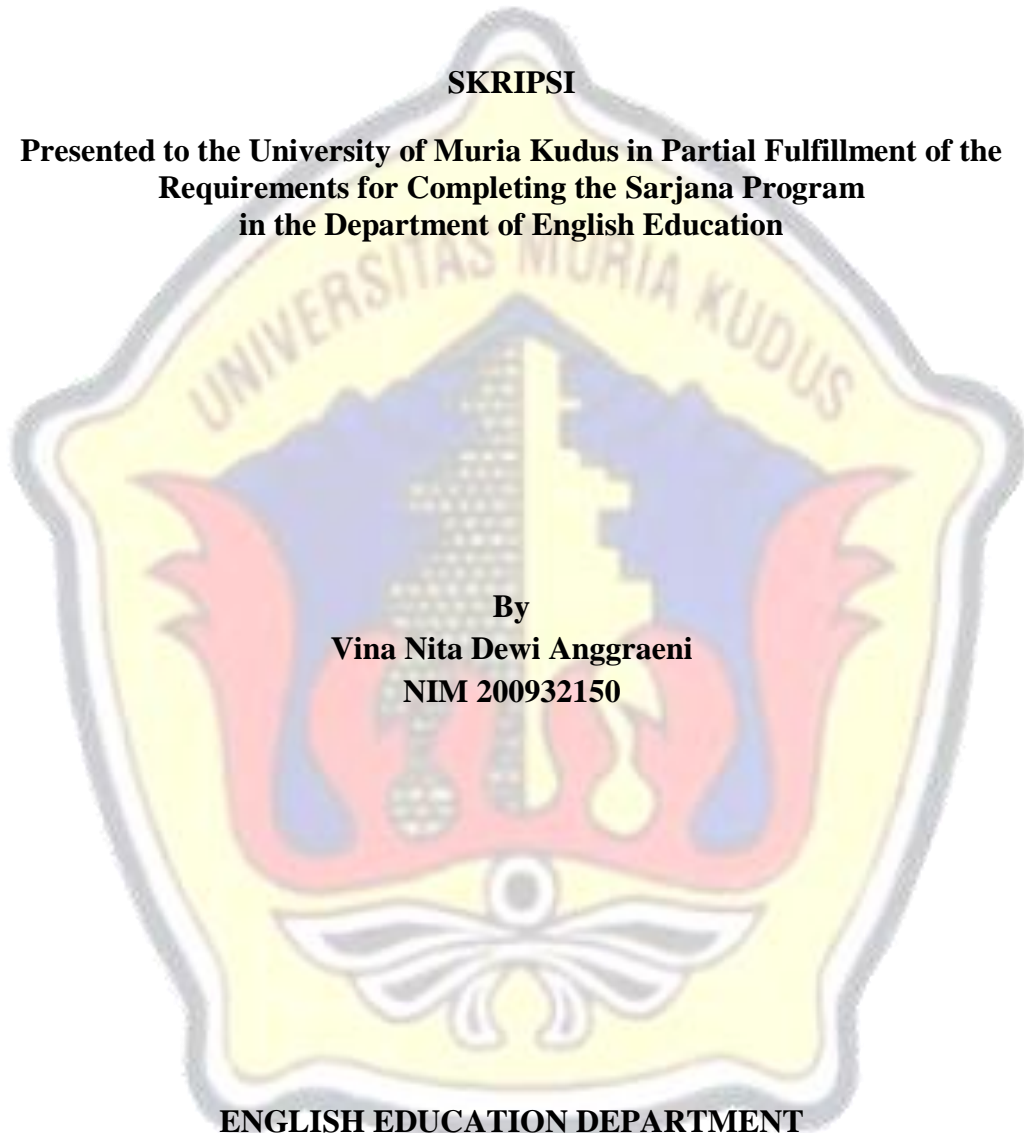 SKRIPSI
Presented to the University of Muria Kudus in Partial Fulfillment of the
Requirements for Completing the Sarjana Program
in the Department of English Education
UNIVERSITAS MURIA KUDUS
By
Vina Nita Dewi Anggraeni
NIM 200932150
ENGLISH EDUCATION DEPARTMENT